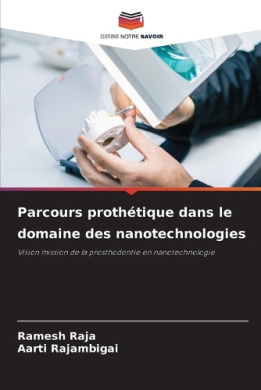 EDITIONS NOTRE SAVOIR
Parcours prothétique dans le
domaine des nanotechnologies
Vision mission de la prosthodontie en nanotechnologie
Ramesh Raja
Aarti Rajambigai